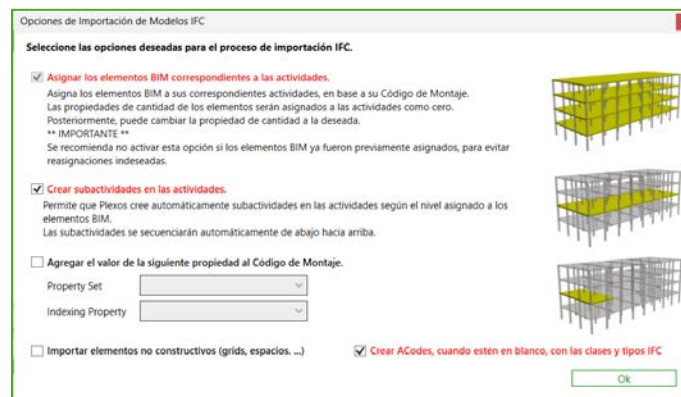 Opciones de Importación de Modelos IFC
Seleccione las opciones deseadas para el proceso de importación IFC.
Asignar los elementos BIM correspondientes a las actividades.
Asigna los elementos BIM a sus correspondientes actividades, en base a su Código de Montaje.
Las propiedades de cantidad de los elementos serán asignados a las actividades como cero.
Posteriormente, puede cambiar la propiedad de cantidad a la deseada.
** IMPORTANTE **
Se recomienda no activar esta opción si los elementos BIM ya fueron previamente asignados, para evitar
reasignaciones indeseadas.
Crear subactividades en las actividades.
Permite que Plexos cree automáticamente subactividades en las actividades según el nivel asignado a los
elementos BIM.
Las subactividades se secuenciarán automáticamente de abajo hacia arriba.
Agregar el valor de la siguiente propiedad al Código de Montaje.
Property Set
Indexing Property
Importar elementos no constructivos (grids, espacios. ...)
Crear ACodes, cuando estén en blanco, con las clases y tipos IFC
Ok